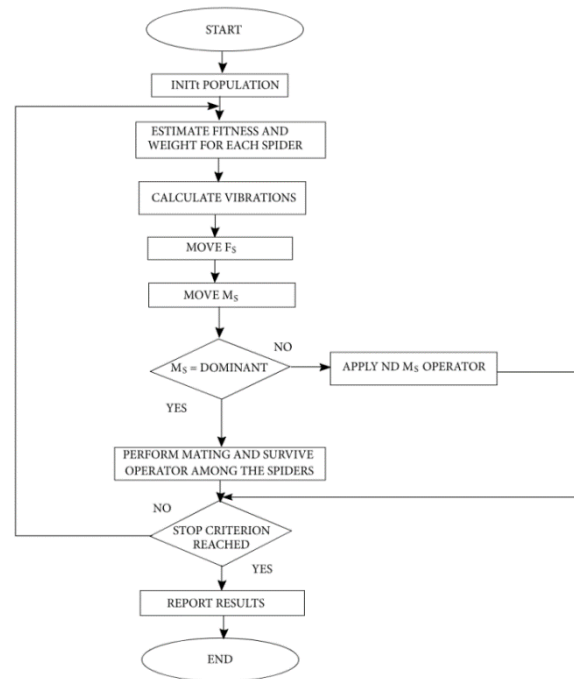 START
INITt POPULATION
ESTIMATE FITNESS AND
WEIGHT FOR EACH SPIDER
CALCULATE VIBRATIONS
MOVE FS
MOVE MS
NO
MS = DOMINANT
APPLY ND MS OPERATOR
YES
PERFORM MATING AND SURVIVE
OPERATOR AMONG THE SPIDERS
NO
STOP CRITERION
REACHED
YES
REPORT RESULTS
END